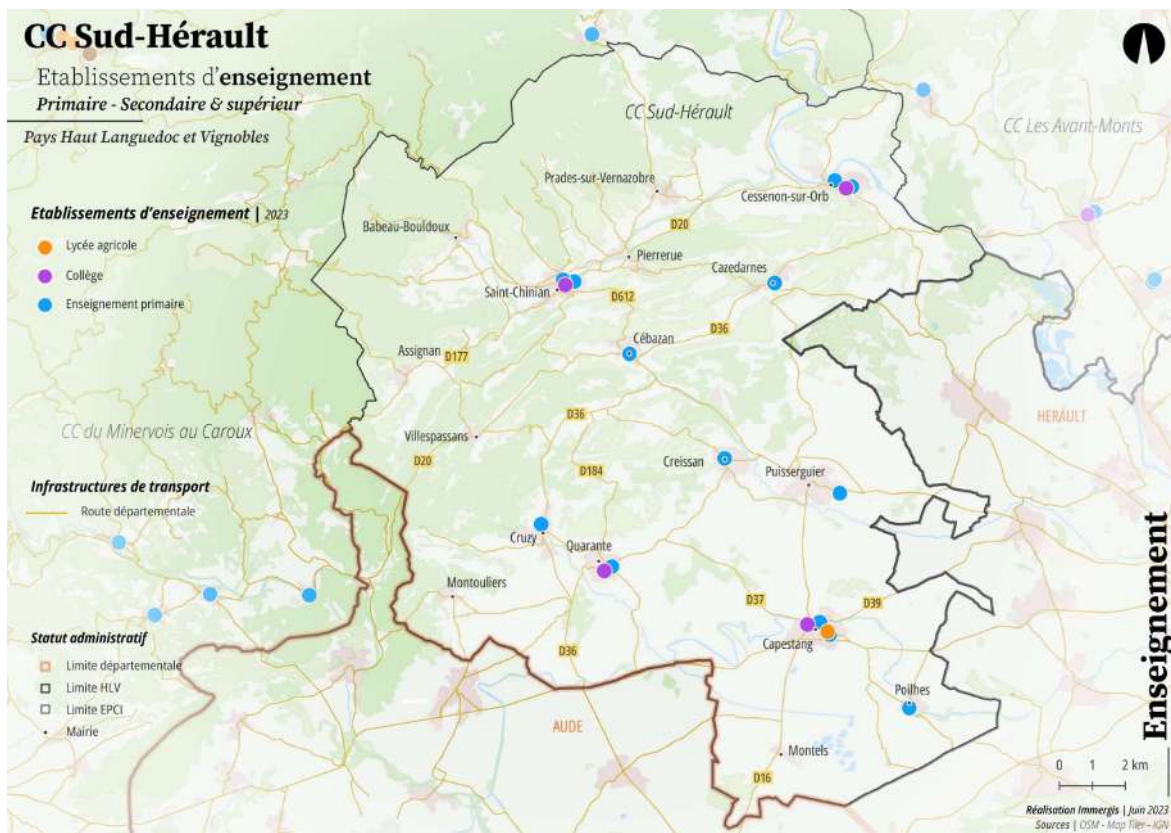 CC Sud-Hérault
Etablissements d'enseignement
Primaire - Secondaire & supérieur
Pays Haut Languedoc et Vignobles
Etablissements d'enseignement | 2023
Lycée agricole
Collège
Enseignement primaire
CC Sud-Hérault
CC Les Avant-Monts
Prades-sur-Vernazobre
Cessenon-sur-Orb
D20
Babeau-Bouldoux
Pierrerue
Cazedarnes
Saint-Chinian
D612
D36
Cébazan
Assignan
D177
HERAULT
D36
CC du Minervois au Caroux
Villespassans
D20
D184
Creissan
Puisserguier
Infrastructures de transport
Route départementale
Cruzy
Quarante
Montouliers
D37
D39
Statut administratif
Limite départementale
Limite HLV
Limite EPCI
Mairie
Capestang
D36
Poilhes
AUDE
Montels
D16
Enseignement
0 1 2 km
Réalisation Immergis | Juin 2023
Sources | OSM - Map Tiler - IGN